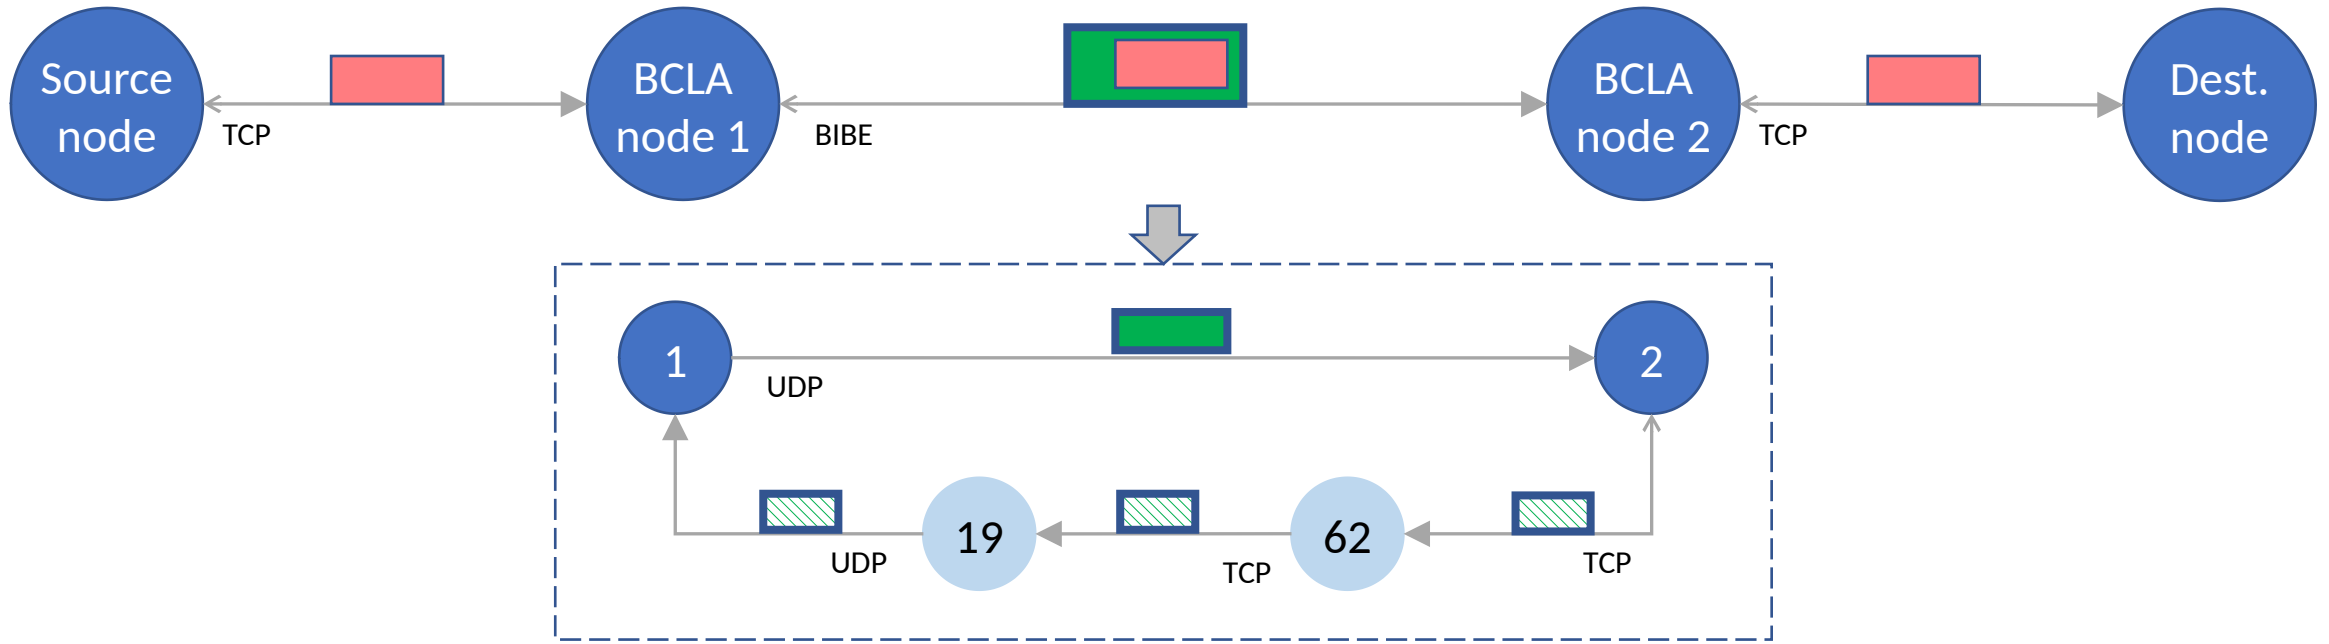 Source
node
TCP
BCLA
node 1
BIBE
BCLA
node 2
TCP
Dest.
node
1
UDP
2
UDP
19
TCP
62
TCP